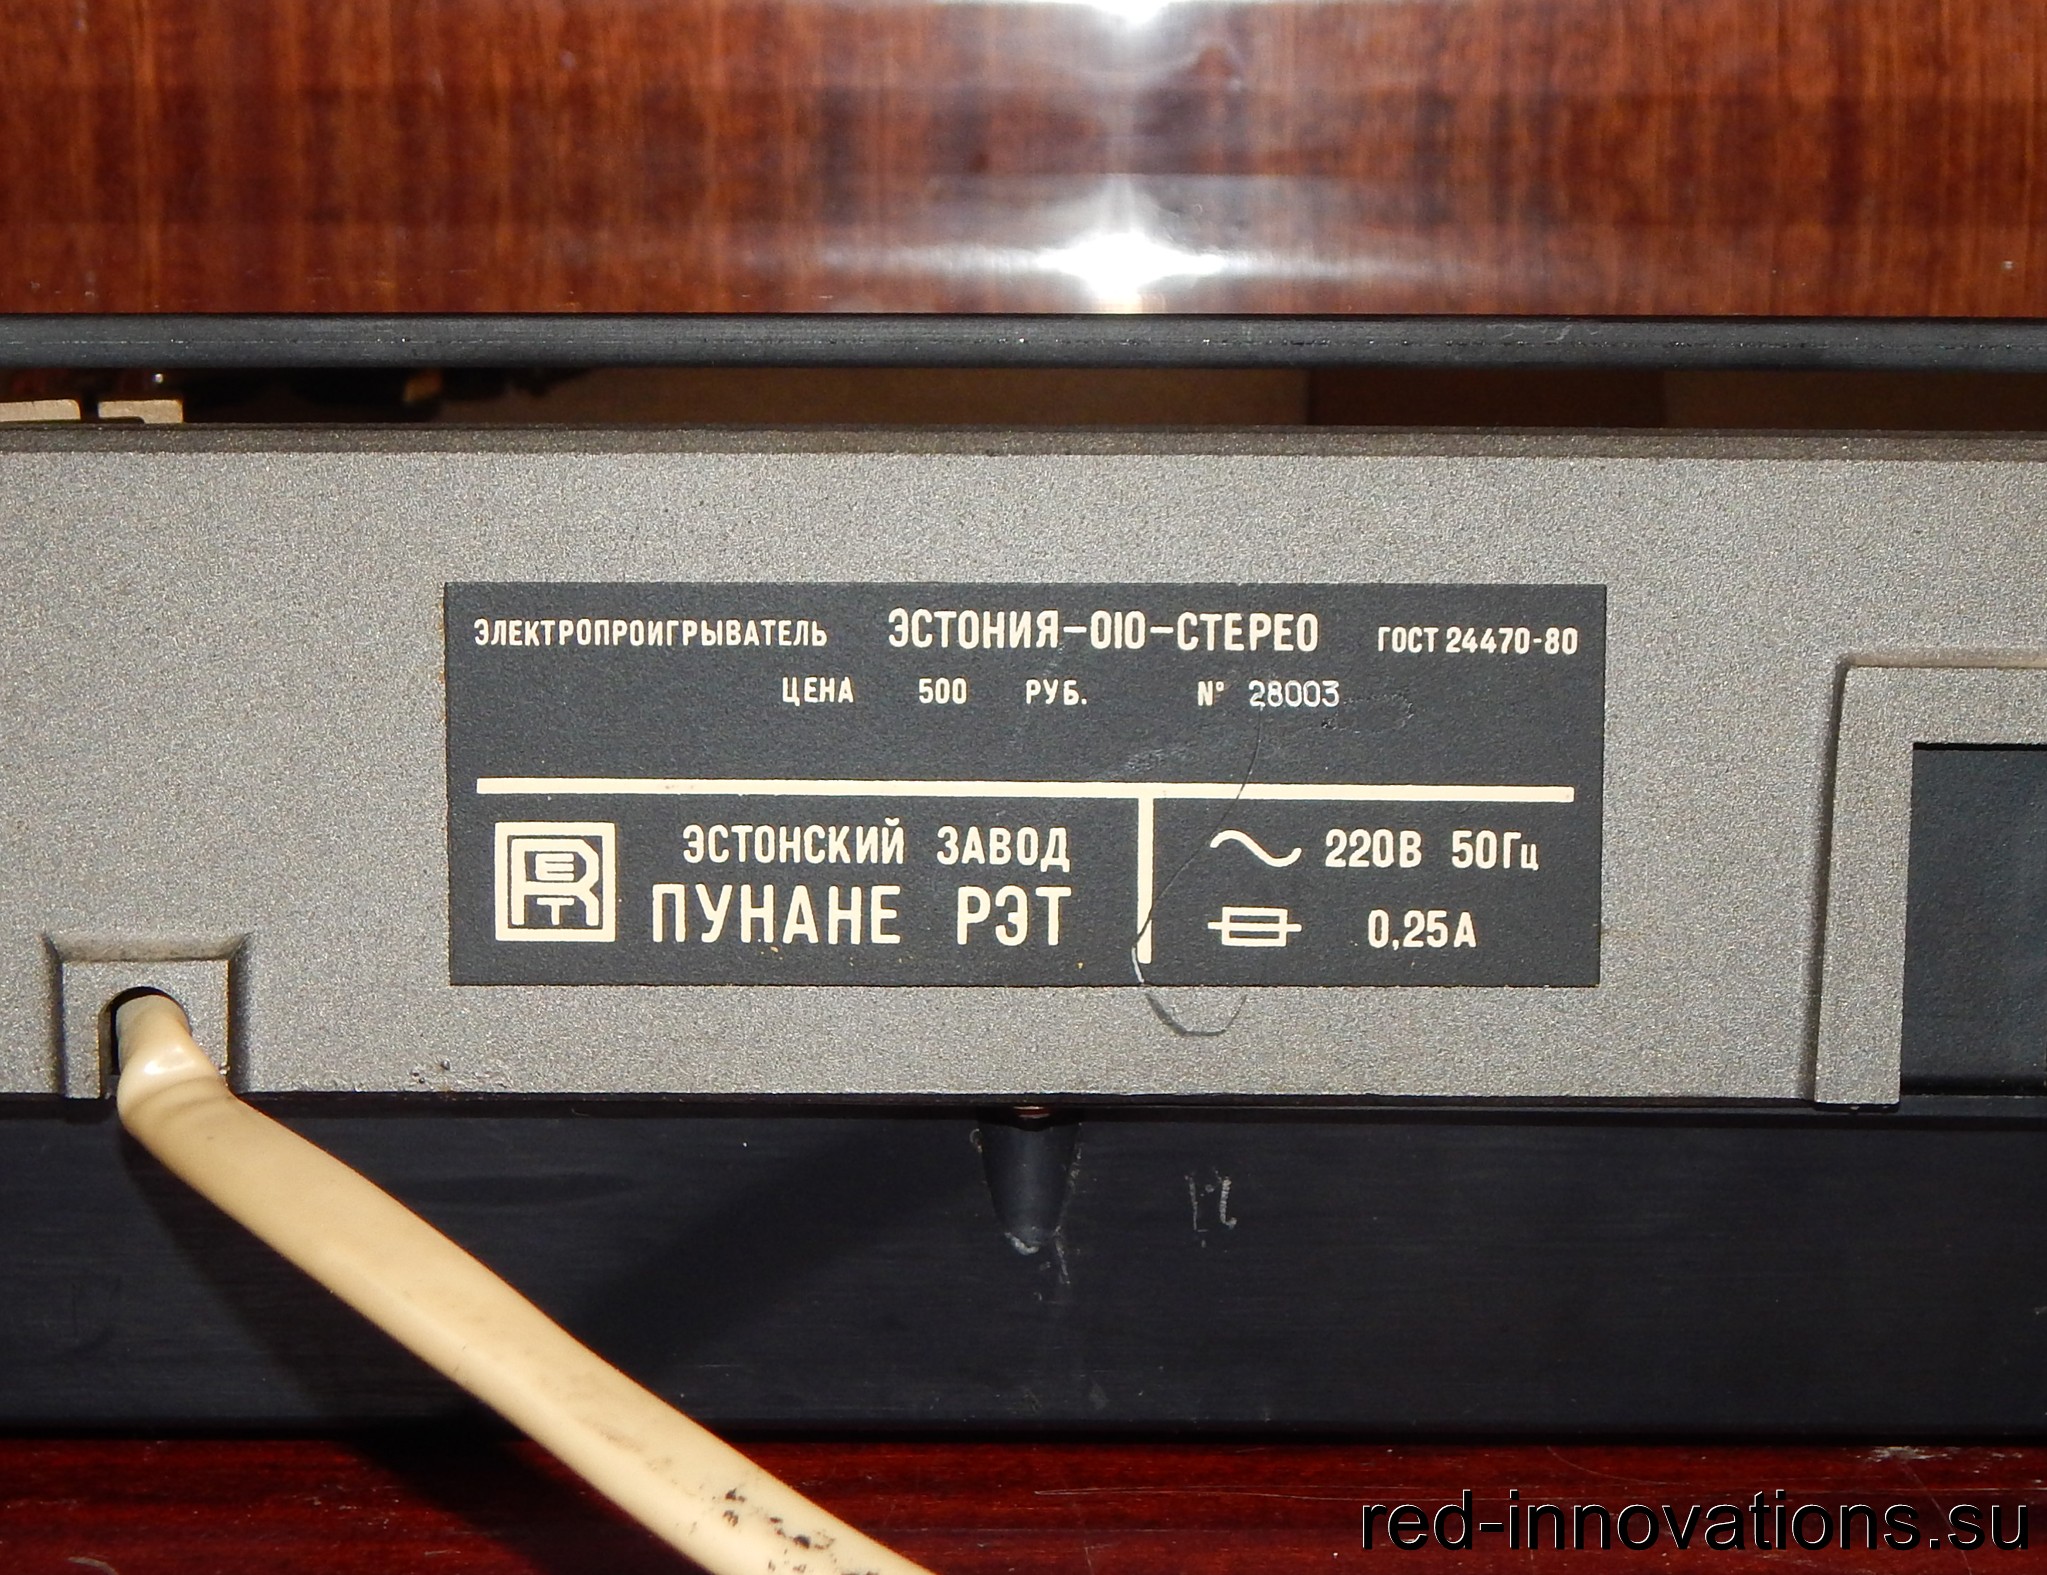 ЭЛЕКТРОПРОИГРЫВАТЕЛЬ ЭСТОНИЯ-010-СТЕРЕО ГОСТ 24470-80
ЦЕНА 500 РУБ. № 28003
RET
ЭСТОНСКИЙ ЗАВОД
ПУНАНЕ РЭТ
~ 220В 50Гц
0,25А
red-innovations.su